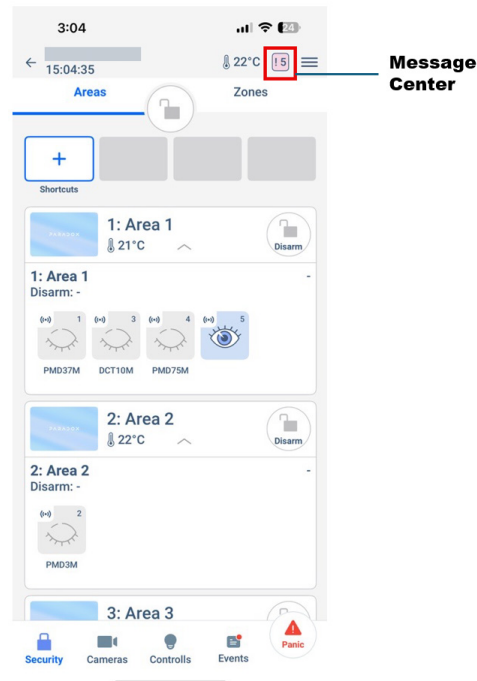 3:04
24
15:04:35
22°C
! 5
Message
Center
Areas
Zones
+
Shortcuts
PARADOX
1: Area 1
21°C
Disarm
1: Area 1
-
Disarm: -
1
3
4
5
PMD37M
DCT10M
PMD75M
PARADOX
2: Area 2
22°C
Disarm
2: Area 2
-
Disarm: -
2
PMD3M
3: Area 3
Security
Cameras
Controlls
Events
Panic